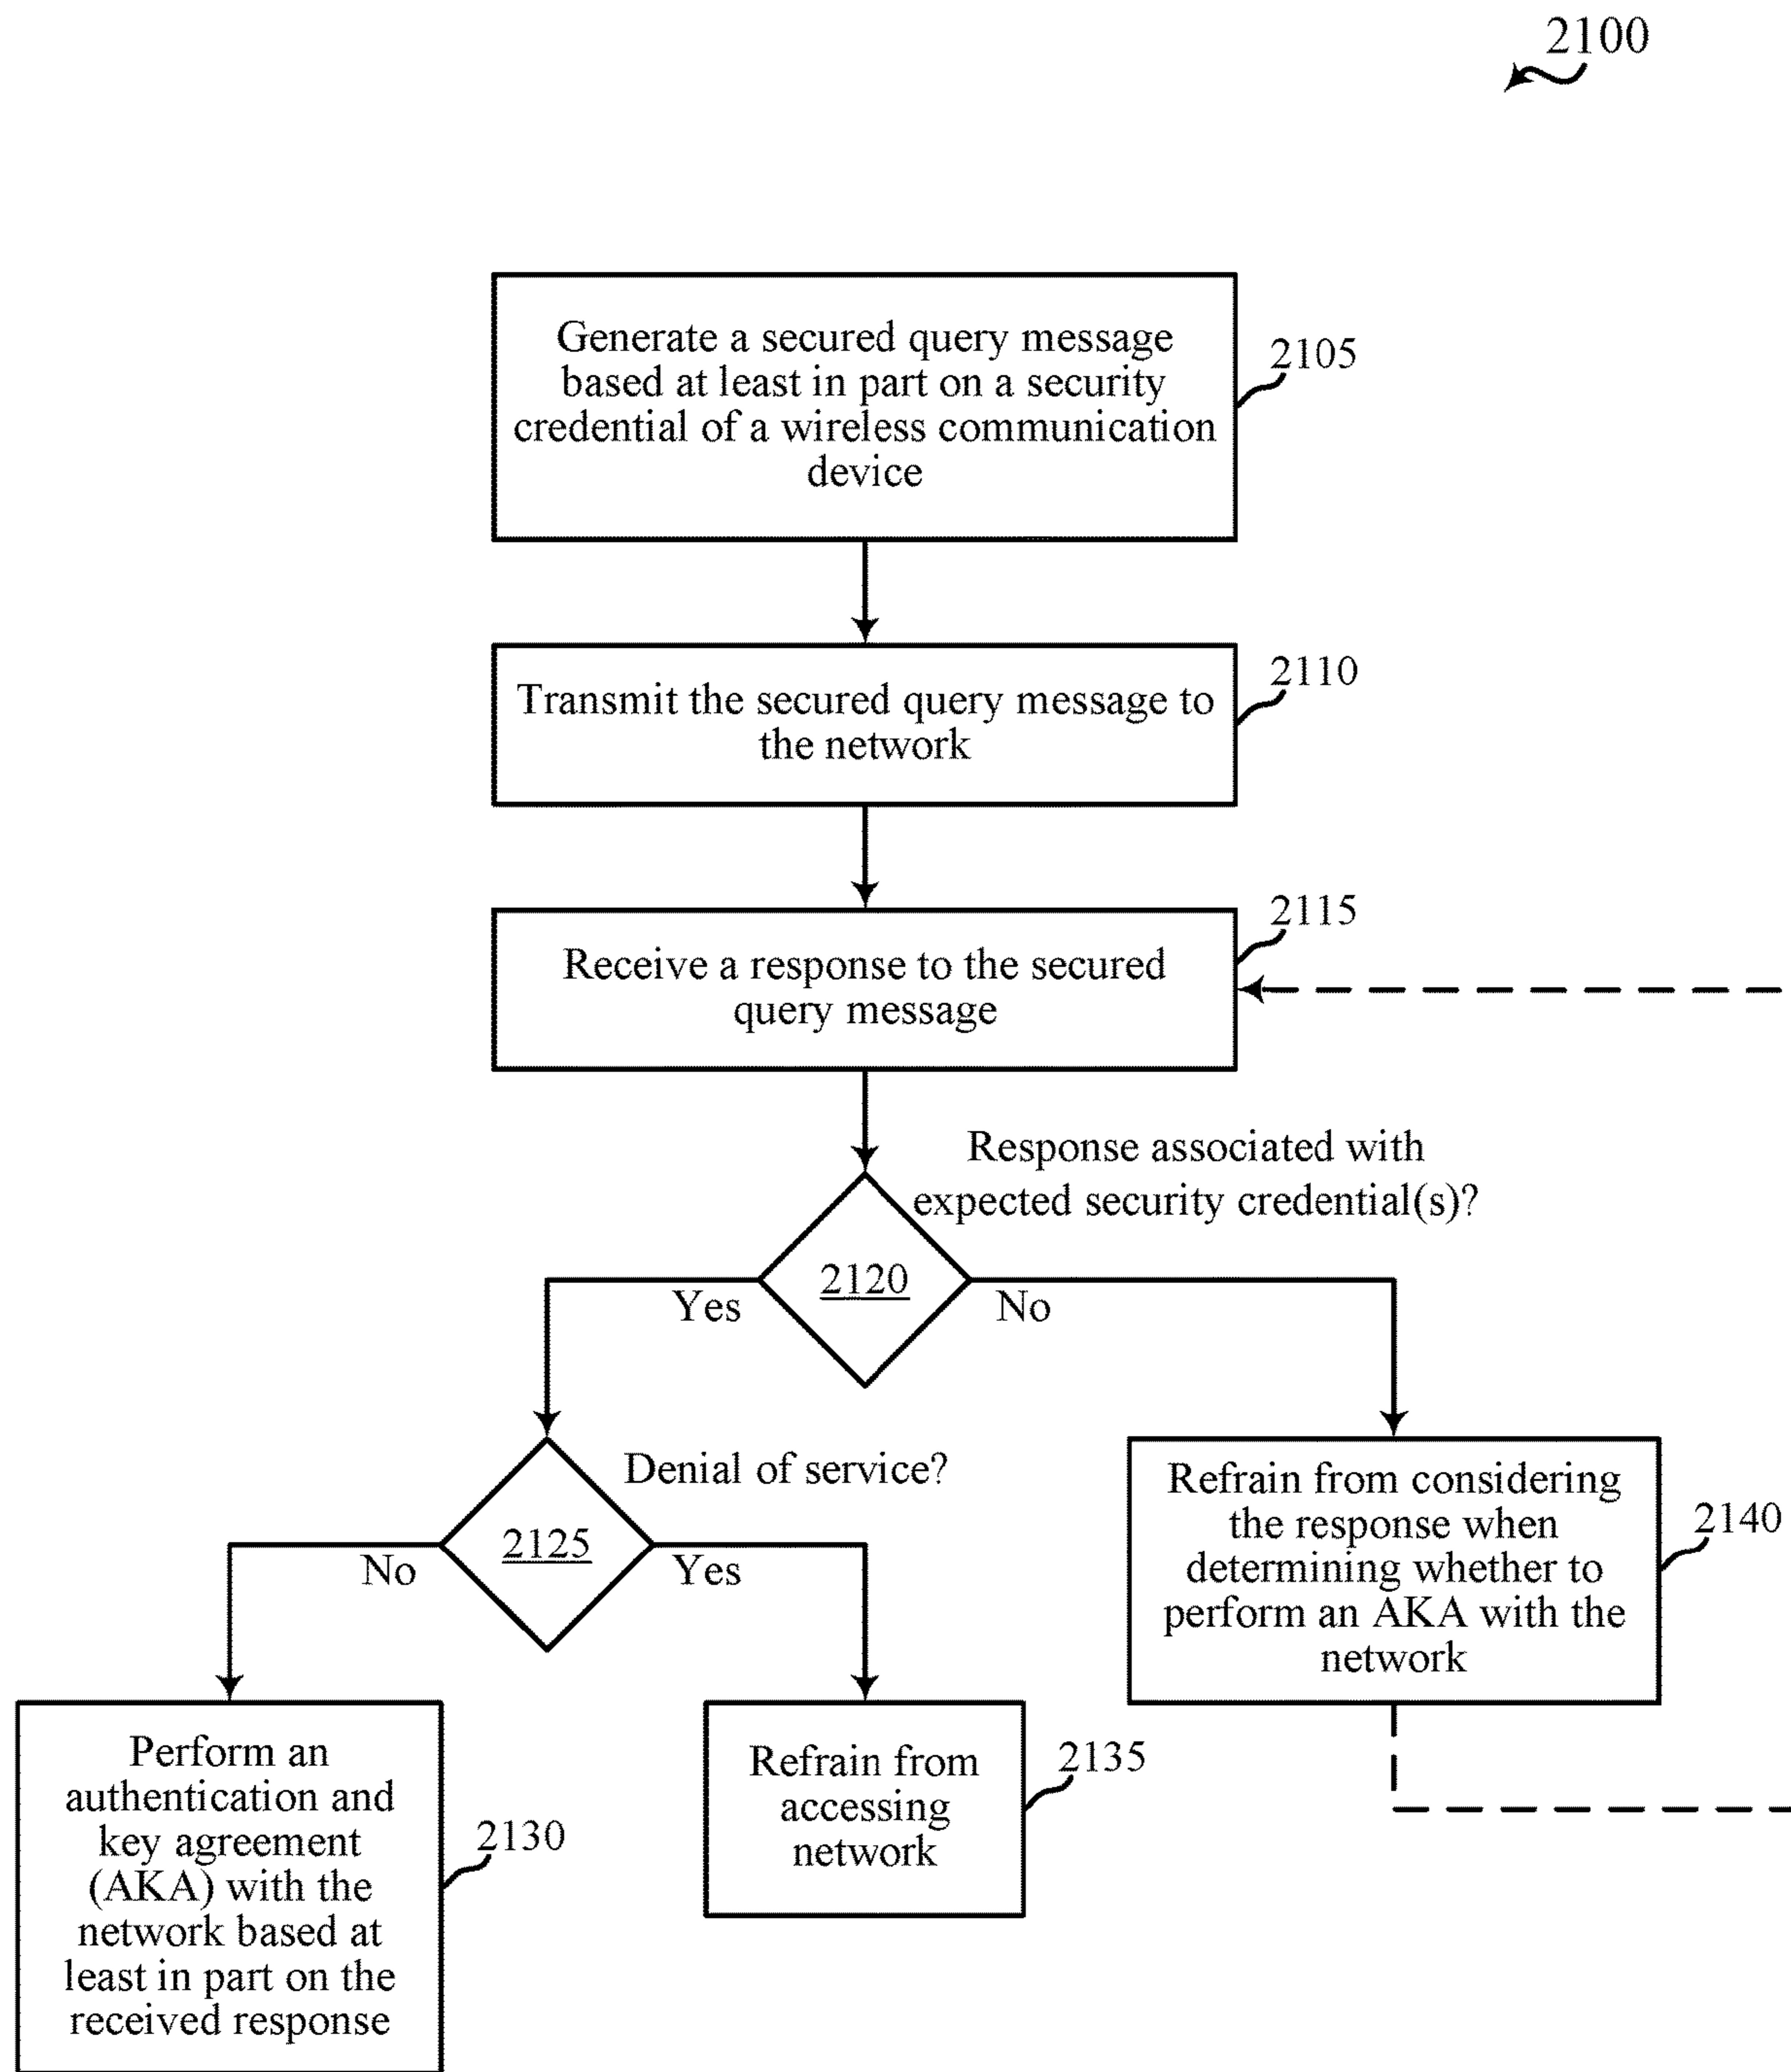 2100
Generate a secured query message
based at least in part on a security
credential of a wireless communication
device
2105
Transmit the secured query message to
the network
2110
Receive a response to the secured
query message
2115
Response associated with
expected security credential(s)?
2120
Yes
No
Denial of service?
2125
No
Yes
Refrain from considering
the response when
determining whether to
perform an AKA with the
network
2140
Perform an
authentication and
key agreement
(AKA) with the
network based at
least in part on the
received response
2130
Refrain from
accessing
network
2135